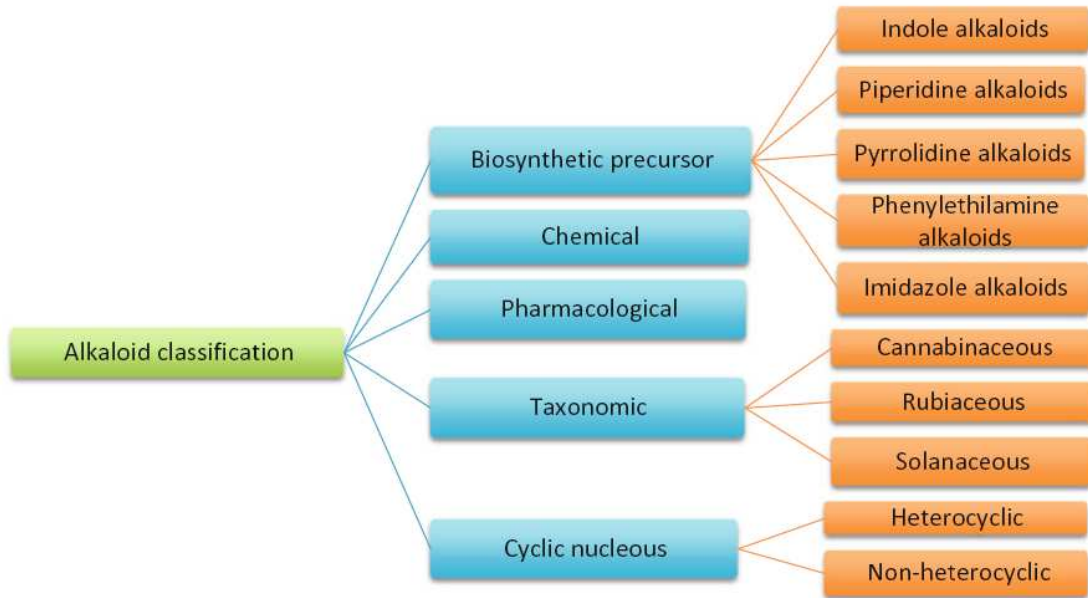 Alkaloid classification
Biosynthetic precursor
Chemical
Pharmacological
Taxonomic
Cyclic nucleous
Indole alkaloids
Piperidine alkaloids
Pyrrolidine alkaloids
Phenylethilamine
alkaloids
Imidazole alkaloids
Cannabinaceous
Rubiaceous
Solanaceous
Heterocyclic
Non-heterocyclic